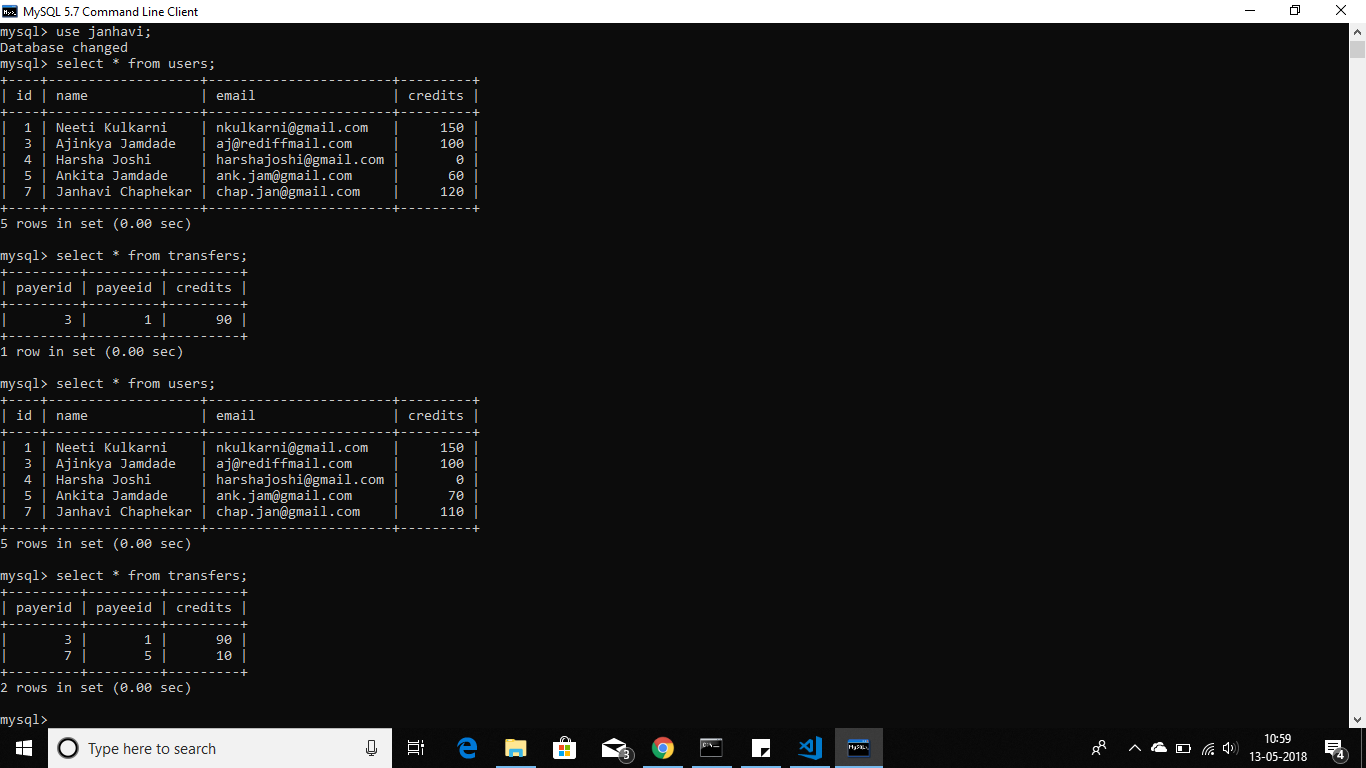 MySQL 5.7 Command Line Client
mysql> use janhavi;
Database changed
mysql> select * from users;
+----+-------------------+-----------------------+---------+
| id | name              | email                 | credits |
+----+-------------------+-----------------------+---------+
|  1 | Neeti Kulkarni    | nkulkarni@gmail.com   |     150 |
|  3 | Ajinkya Jamdade   | aj@rediffmail.com     |     100 |
|  4 | Harsha Joshi      | harshajoshi@gmail.com |       0 |
|  5 | Ankita Jamdade    | ank.jam@gmail.com     |      60 |
|  7 | Janhavi Chaphekar | chap.jan@gmail.com    |     120 |
+----+-------------------+-----------------------+---------+
5 rows in set (0.00 sec)

mysql> select * from transfers;
+---------+---------+---------+
| payerid | payeeid | credits |
+---------+---------+---------+
|       3 |       1 |      90 |
+---------+---------+---------+
1 row in set (0.00 sec)

mysql> select * from users;
+----+-------------------+-----------------------+---------+
| id | name              | email                 | credits |
+----+-------------------+-----------------------+---------+
|  1 | Neeti Kulkarni    | nkulkarni@gmail.com   |     150 |
|  3 | Ajinkya Jamdade   | aj@rediffmail.com     |     100 |
|  4 | Harsha Joshi      | harshajoshi@gmail.com |       0 |
|  5 | Ankita Jamdade    | ank.jam@gmail.com     |      70 |
|  7 | Janhavi Chaphekar | chap.jan@gmail.com    |     110 |
+----+-------------------+-----------------------+---------+
5 rows in set (0.00 sec)

mysql> select * from transfers;
+---------+---------+---------+
| payerid | payeeid | credits |
+---------+---------+---------+
|       3 |       1 |      90 |
|       7 |       5 |      10 |
+---------+---------+---------+
2 rows in set (0.00 sec)

mysql>
Type here to search
3
10:59
13-05-2018
4